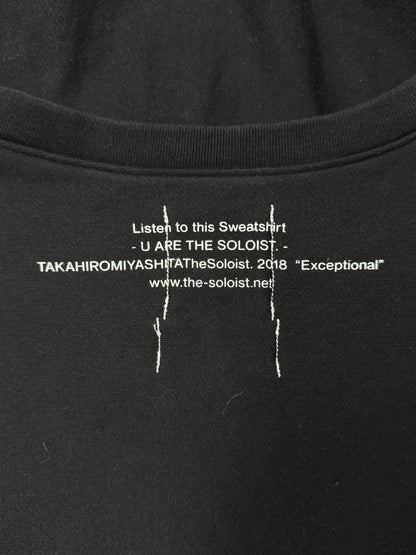 Listen to this Sweatshirt
- U ARE THE SOLOIST. -
TAKAHIROMIYASHITATheSoloist. 2018 "Exceptional"
www.the-soloist.net